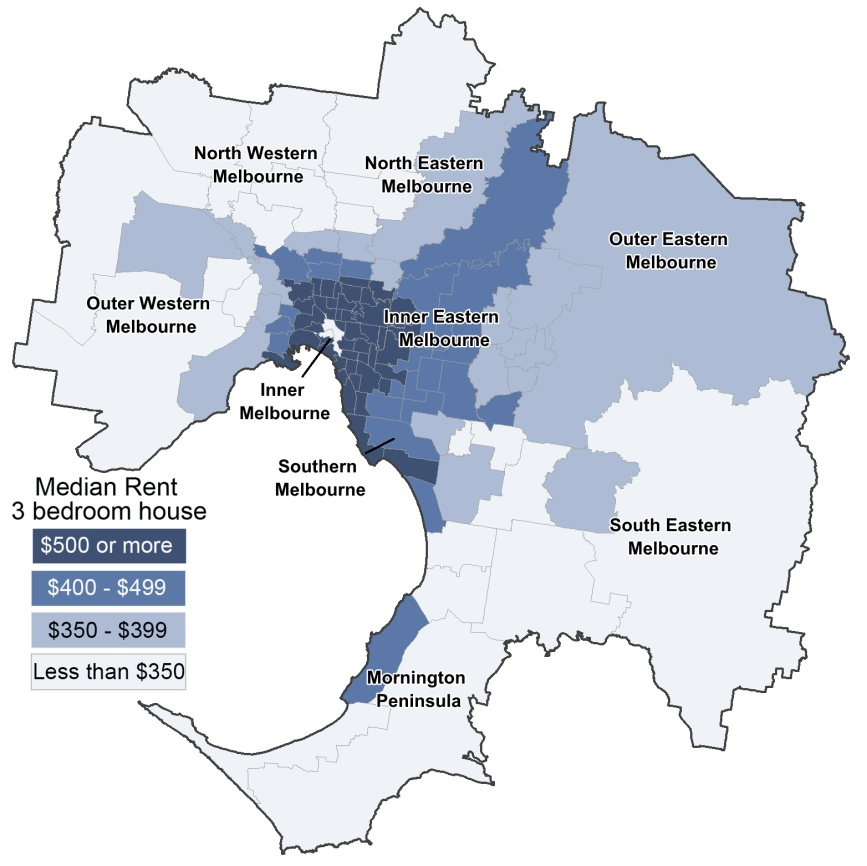 North Western
Melbourne
North Eastern
Melbourne
Outer Eastern
Melbourne
Outer Western
Melbourne
Inner Eastern
Melbourne
Inner
Melbourne
Southern
Melbourne
South Eastern
Melbourne
Mornington
Peninsula
Median Rent
3 bedroom house
$500 or more
$400 - $499
$350 - $399
Less than $350